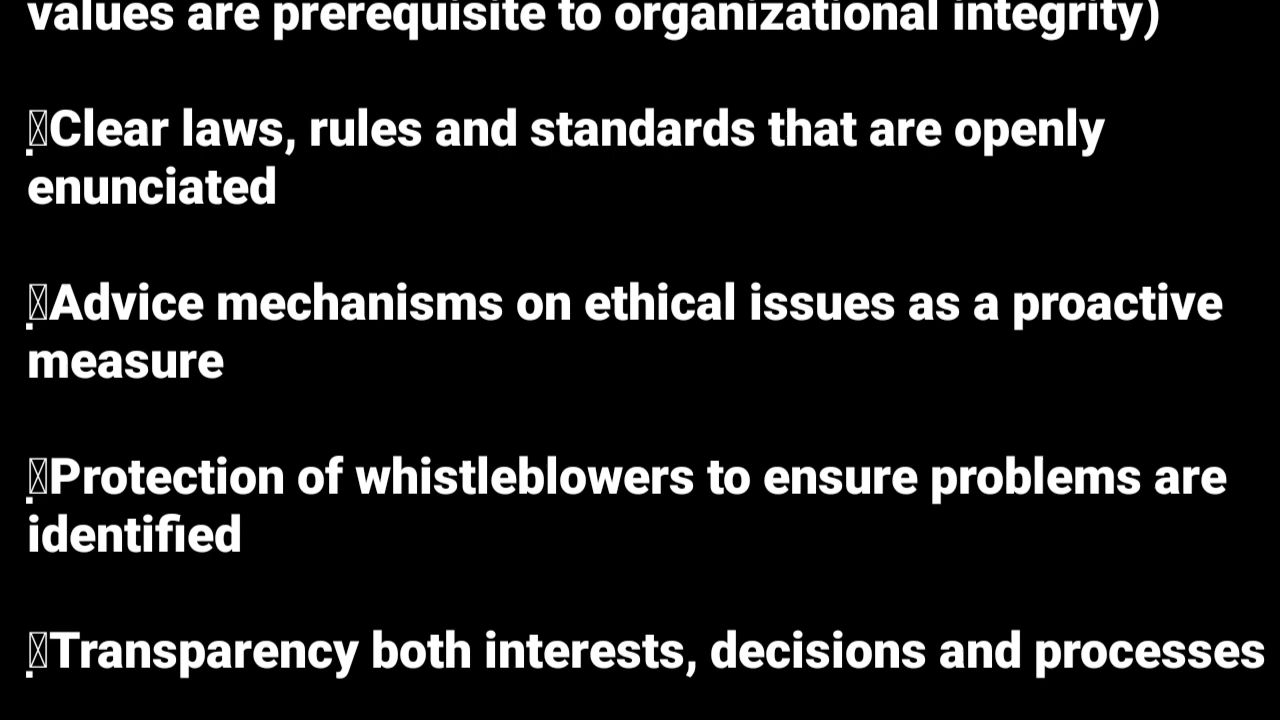 values are prerequisite to organizational integrity)
Clear laws, rules and standards that are openly
enunciated
Advice mechanisms on ethical issues as a proactive
measure
Protection of whistleblowers to ensure problems are
identified
Transparency both interests, decisions and processes